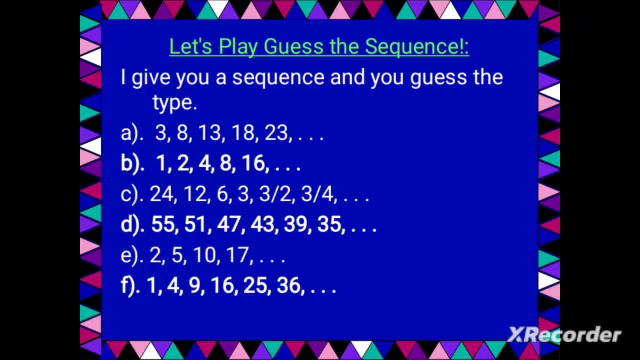 Let's Play Guess the Sequence!:
I give you a sequence and you guess the
type.
a). 3, 8, 13, 18, 23, . . .
b). 1, 2, 4, 8, 16, . . .
c). 24, 12, 6, 3, 3/2, 3/4, . . .
d). 55, 51, 47, 43, 39, 35, . . .
e). 2, 5, 10, 17, . . .
f). 1, 4, 9, 16, 25, 36, . . .
XRecorder